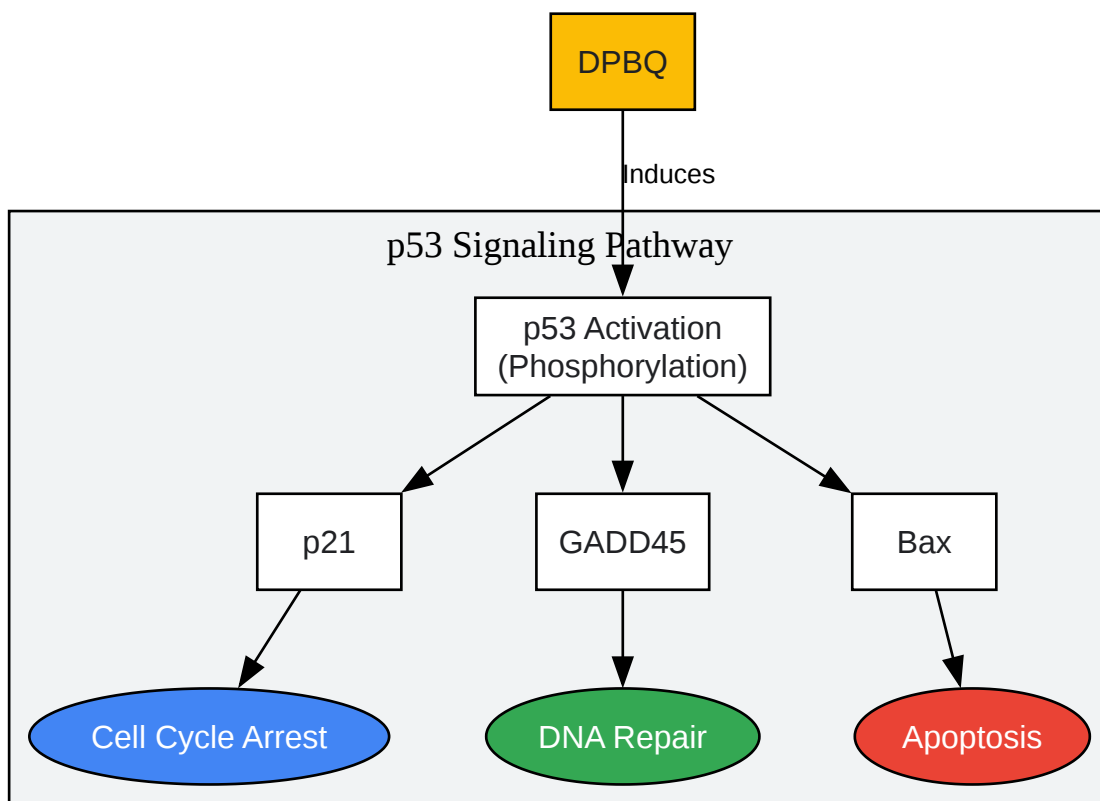 DPBQ
Induces
p53 Signaling Pathway
p53 Activation
(Phosphorylation)
p21
GADD45
Bax
Cell Cycle Arrest
DNA Repair
Apoptosis